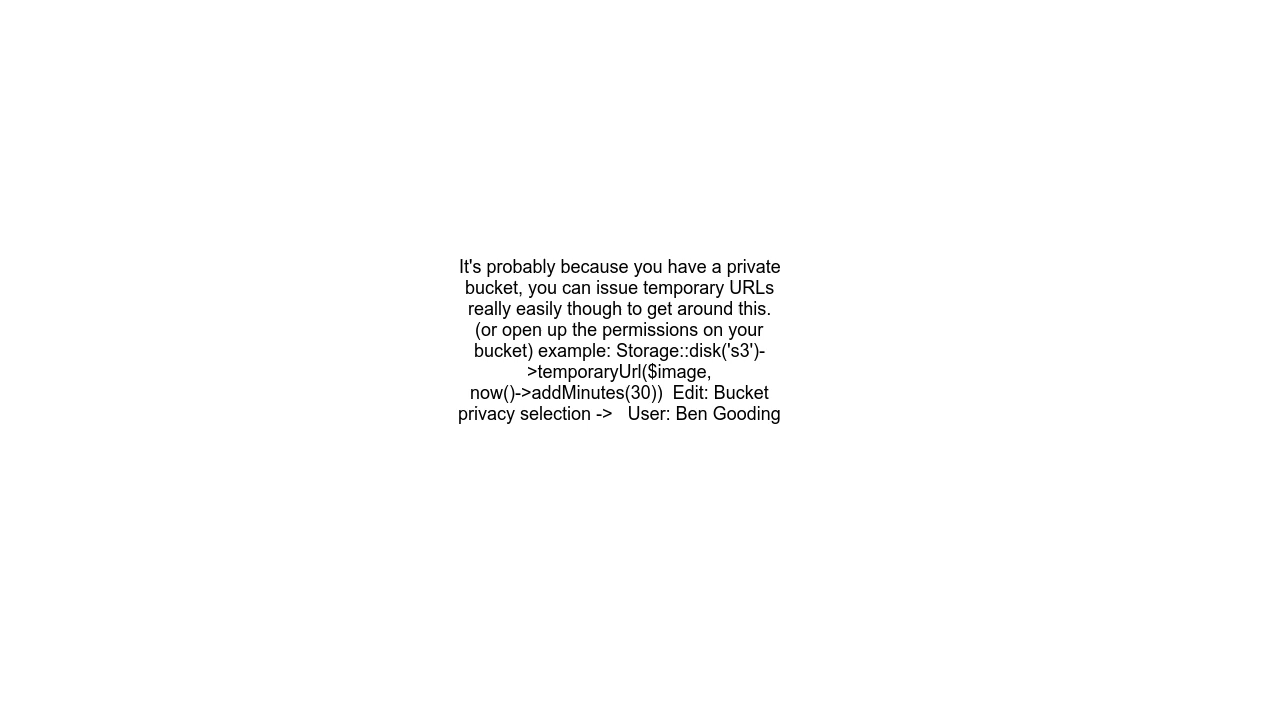 It's probably because you have a private
bucket, you can issue temporary URLs
really easily though to get around this.
(or open up the permissions on your
bucket) example: Storage::disk('s3')-
>temporaryUrl($image,
now()->addMinutes(30))  Edit: Bucket
privacy selection ->   User: Ben Gooding